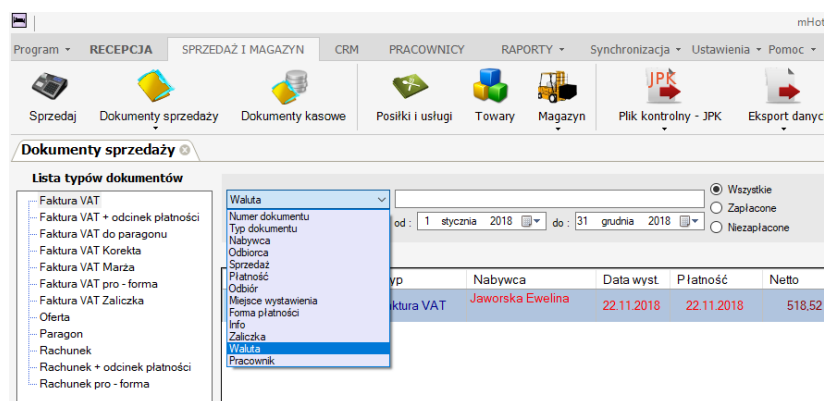 mHot
Program RECEPCJA SPRZEDAŻ I MAGAZYN CRM PRACOWNICY RAPORTY Synchronizacja Ustawienia Pomoc
Sprzedaj Dokumenty sprzedaży Dokumenty kasowe Posiłki i usługi Towary Magazyn Plik kontrolny - JPK Eksport danyc
JPK
Dokumenty sprzedaży
Lista typów dokumentów
Faktura VAT
Faktura VAT + odcinek płatności
Faktura VAT do paragonu
Faktura VAT Korekta
Faktura VAT Marża
Faktura VAT pro - forma
Faktura VAT Zaliczka
Oferta
Paragon
Rachunek
Rachunek + odcinek płatności
Rachunek pro - forma
Waluta
Numer dokumentu
Typ dokumentu
Nabywca
Odbiorca
Sprzedaż
Płatność
Odbiór
Miejsce wystawienia
Forma płatności
Info
Zaliczka
Waluta
Pracownik
od : 1 stycznia 2018 do : 31 grudnia 2018
Wszystkie
Zapłacone
Niezapłacone
yp Nabywca Data wyst. Płatność Netto
ktura VAT Jaworska Ewelina 22.11.2018 22.11.2018 518,52